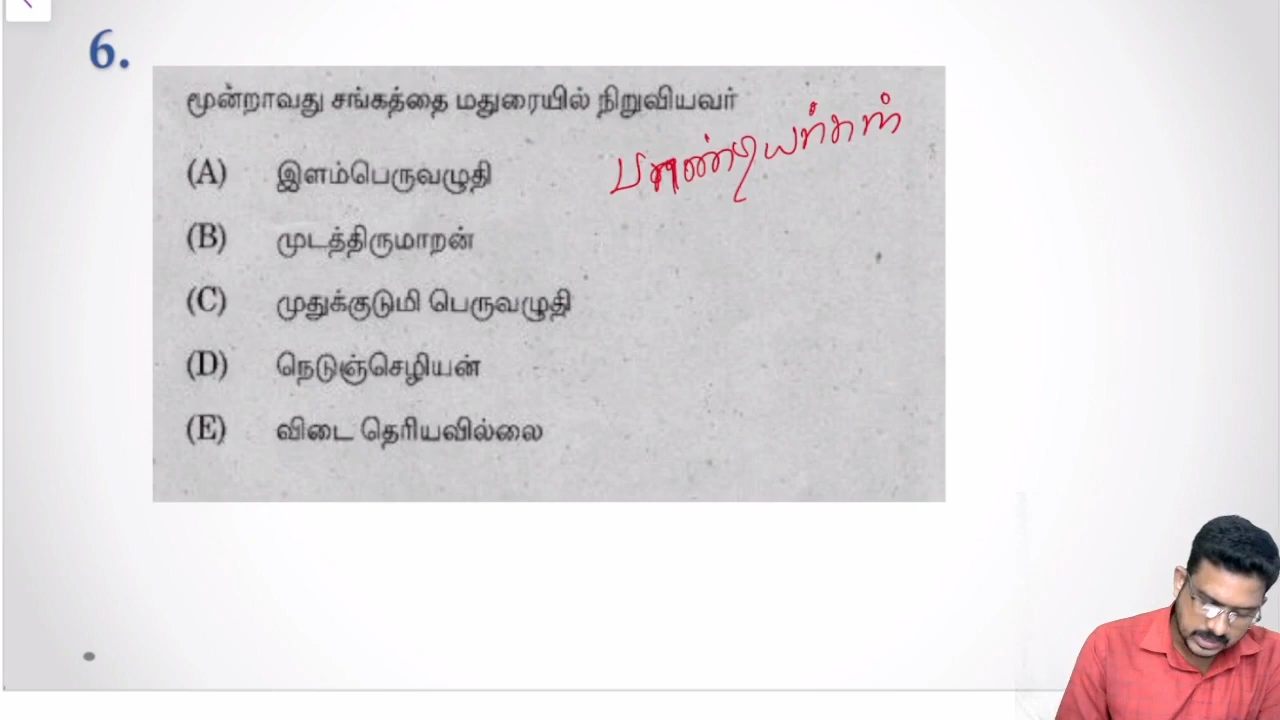 6.
மூன்றாவது சங்கத்தை மதுரையில் நிறுவியவர்
பாண்டியர்கள்
(A) இளம்பெருவழுதி
(B) முடத்திருமாறன்
(C) முதுக்குடுமி பெருவழுதி
(D) நெடுஞ்செழியன்
(E) விடை தெரியவில்லை